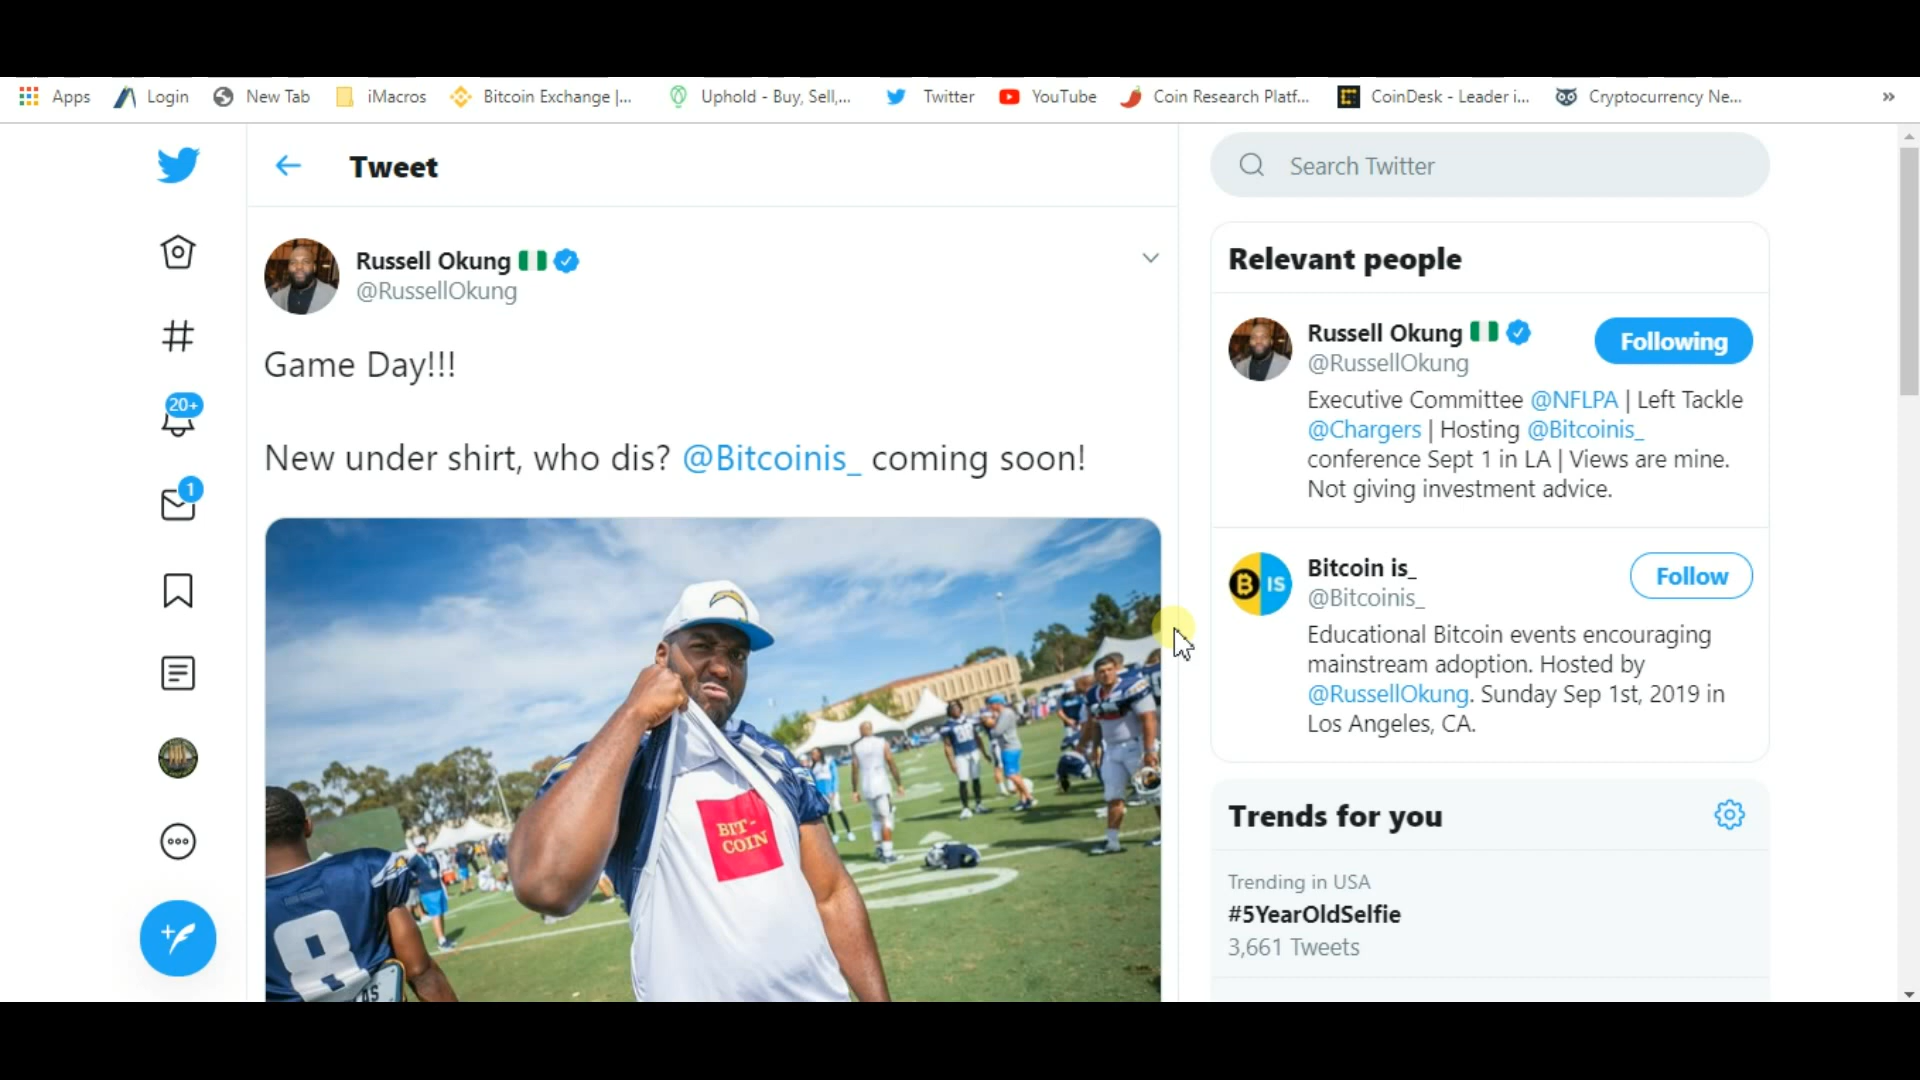 Apps
Login
New Tab
iMacros
Bitcoin Exchange |...
Uphold - Buy, Sell,...
Twitter
YouTube
Coin Research Platf...
CoinDesk - Leader i...
Cryptocurrency Ne...
»
Tweet
Search Twitter
Russell Okung
@RussellOkung
Game Day!!!
New under shirt, who dis? @Bitcoinis_ coming soon!
BIT-
COIN
8
20+
1
Relevant people
Russell Okung
@RussellOkung
Following
Executive Committee @NFLPA | Left Tackle
@Chargers | Hosting @Bitcoinis_
conference Sept 1 in LA | Views are mine.
Not giving investment advice.
B IS
Bitcoin is_
@Bitcoinis_
Follow
Educational Bitcoin events encouraging
mainstream adoption. Hosted by
@RussellOkung. Sunday Sep 1st, 2019 in
Los Angeles, CA.
Trends for you
Trending in USA
#5YearOldSelfie
3,661 Tweets